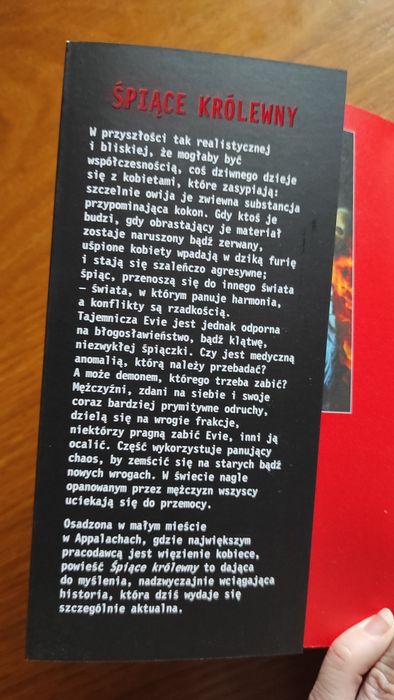 ŚPIĄCE KRÓLEWNY
W przyszłości tak realistycznej
i bliskiej, że mogłaby być
współczesnością, coś dziwnego dzieje
się z kobietami, które zasypiają:
szczelnie owija je zwiewna substancja
przypominająca kokon. Gdy ktoś je
budzi, gdy obrastający je materiał
zostaje naruszony bądź zerwany,
uśpione kobiety wpadają w dziką furię
i stają się szaleńczo agresywne;
śpiąc, przenoszą się do innego świata
– świata, w którym panuje harmonia,
a konflikty są rzadkością.
Tajemnicza Evie jest jednak odporna
na błogosławieństwo, bądź klątwę,
niezwykłej śpiączki. Czy jest medyczną
anomalią, którą należy przebadać?
A może demonem, którego trzeba zabić?
Mężczyźni, zdani na siebie i swoje
coraz bardziej prymitywne odruchy,
dzielą się na wrogie frakcje,
niektórzy pragną zabić Evie, inni ją
ocalić. Część wykorzystuje panujący
chaos, by zemścić się na starych bądź
nowych wrogach. W świecie nagle
opanowanym przez mężczyzn wszyscy
uciekają się do przemocy.
Osadzona w małym mieście
w Appalachach, gdzie największym
pracodawcą jest więzienie kobiece,
powieść Śpiące królewny to dająca
do myślenia, nadzwyczajnie wciągająca
historia, która dziś wydaje się
szczególnie aktualna.